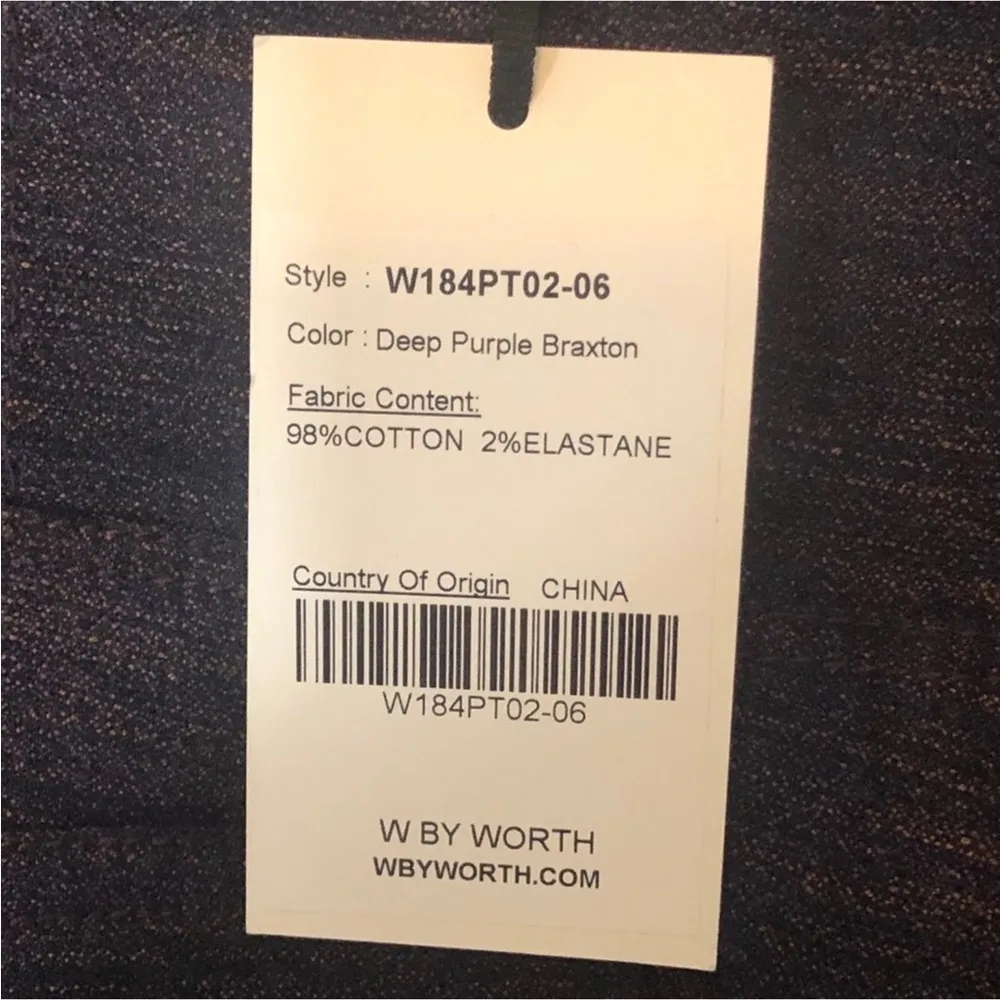 Style : W184PT02-06
Color : Deep Purple Braxton
Fabric Content:
98%COTTON 2%ELASTANE
Country Of Origin CHINA
W184PT02-06
W BY WORTH
WBYWORTH.COM